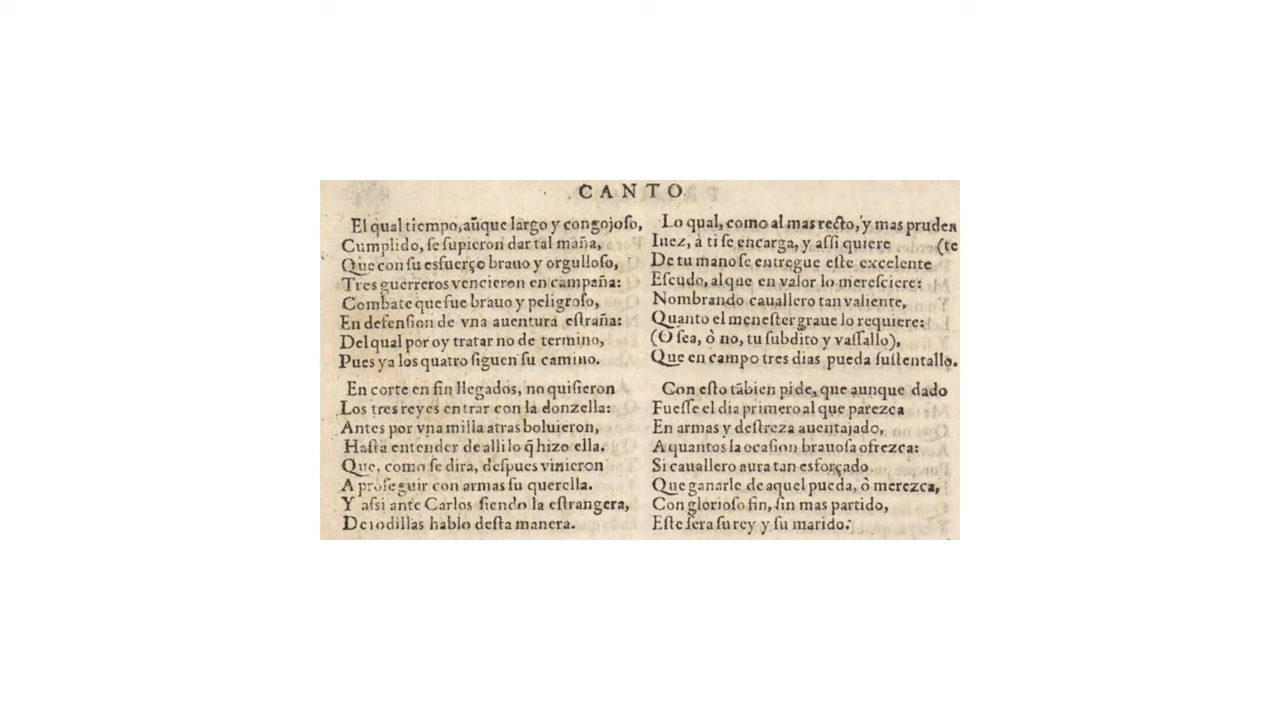 CANTO
El qual tiempo, aũque largo y congojoſo,
Cumplido, ſe ſupieron dar tal maña,
Que con ſu esfuerço brauo y orgulloſo,
Tres guerreros vencieron en campaña:
Combate que fue brauo y peligroſo,
En defenſion de vna auentura eſtraña:
Del qual por oy tratar no determino,
Pues ya los quatro ſiguen ſu camino.
En corte en fin llegados, no quiſieron
Los tres reyes entrar con la donzella:
Antes por vna milla atras boluieron,
Haſta entender de alli lo q̃ hizo ella.
Que, como ſe dira, deſpues vinieron
A proſeguir con armas ſu querella.
Y aſsi ante Carlos ſiendo la eſtrangera,
De rodillas hablo deſta manera.
Lo qual, como al mas recto, y mas pruden
Iuez, à ti ſe encarga, y aſſi quiere (te
De tu mano ſe entregue eſte excelente
Eſcudo, al que en valor lo mereſciere:
Nombrando cauallero tan valiente,
Quanto el meneſter graue lo requiere:
(O ſea, ò no, tu ſubdito y vaſſallo),
Que en campo tres dias pueda ſuſtentallo.
Con eſto tãbien pide, que aunque dado
Fueſſe el dia primero al que parezca
En armas y deſtreza auentajado,
A quantos la ocaſion brauoſa ofrezca:
Si cauallero aura tan esforçado
Que ganarle de aquel pueda, ò merezca,
Con glorioſo fin, ſin mas partido,
Eſte ſera ſu rey y ſu marido.